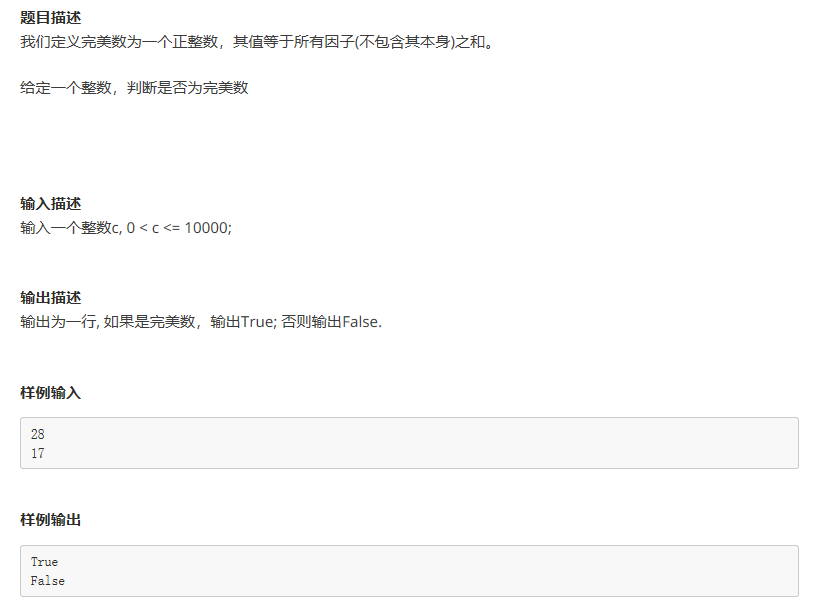 题目描述
我们定义完美数为一个正整数，其值等于所有因子(不包含其本身)之和。
给定一个整数，判断是否为完美数
输入描述
输入一个整数c, 0 < c <= 10000;
输出描述
输出为一行, 如果是完美数，输出True; 否则输出False.
样例输入
28
17
样例输出
True
False